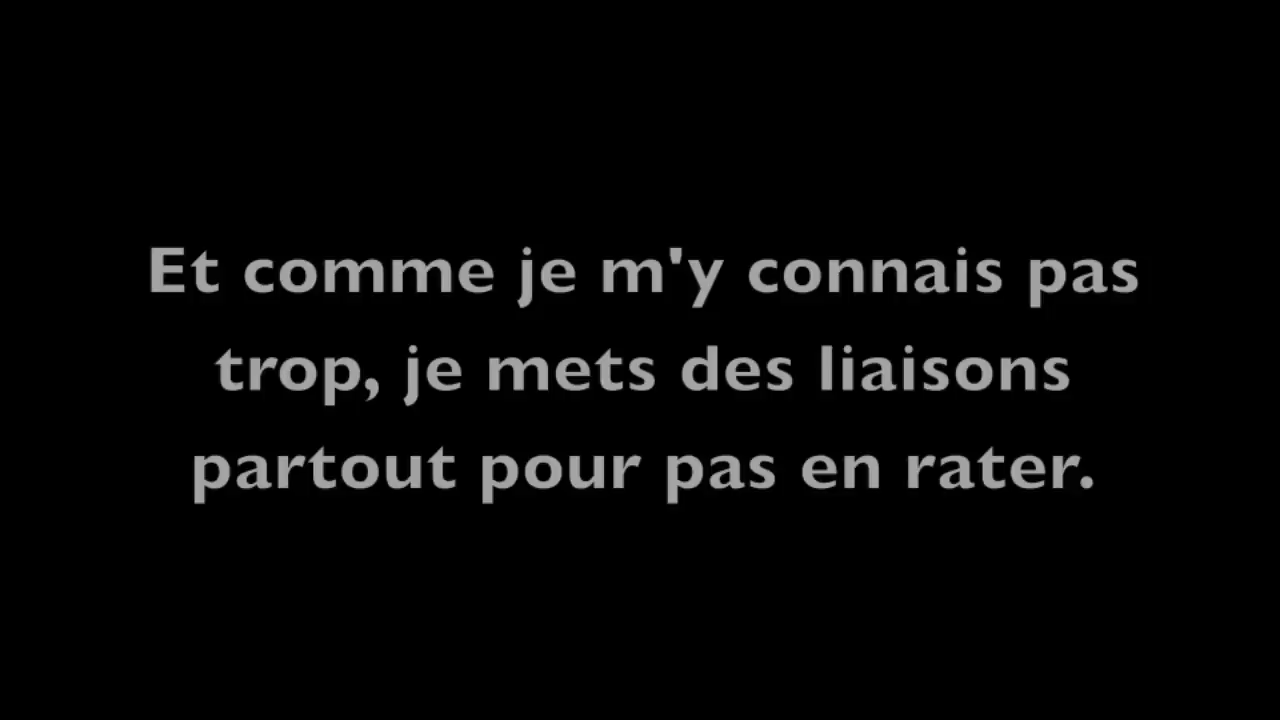 Et comme je m'y connais pas
trop, je mets des liaisons
partout pour pas en rater.